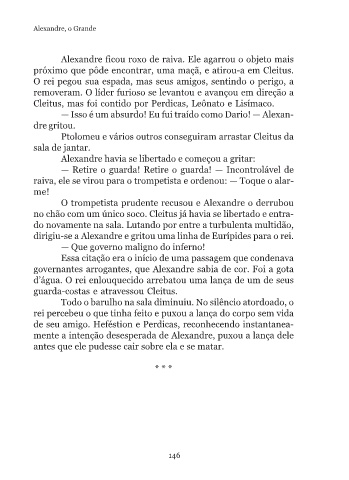 Alexandre, o Grande
Alexandre ficou roxo de raiva. Ele agarrou o objeto mais
próximo que pôde encontrar, uma maçã, e atirou-a em Cleitus.
O rei pegou sua espada, mas seus amigos, sentindo o perigo, a
removeram. O líder furioso se levantou e avançou em direção a
Cleitus, mas foi contido por Perdicas, Leônato e Lisímaco.
— Isso é um absurdo! Eu fui traído como Dario! — Alexan-
dre gritou.
Ptolomeu e vários outros conseguiram arrastar Cleitus da
sala de jantar.
Alexandre havia se libertado e começou a gritar:
— Retire o guarda! Retire o guarda! — Incontrolável de
raiva, ele se virou para o trompetista e ordenou: — Toque o alar-
me!
O trompetista prudente recusou e Alexandre o derrubou
no chão com um único soco. Cleitus já havia se libertado e entra-
do novamente na sala. Lutando por entre a turbulenta multidão,
dirigiu-se a Alexandre e gritou uma linha de Eurípides para o rei.
— Que governo maligno do inferno!
Essa citação era o início de uma passagem que condenava
governantes arrogantes, que Alexandre sabia de cor. Foi a gota
d'água. O rei enlouquecido arrebatou uma lança de um de seus
guarda-costas e atravessou Cleitus.
Todo o barulho na sala diminuiu. No silêncio atordoado, o
rei percebeu o que tinha feito e puxou a lança do corpo sem vida
de seu amigo. Heféstion e Perdicas, reconhecendo instantanea-
mente a intenção desesperada de Alexandre, puxou a lança dele
antes que ele pudesse cair sobre ela e se matar.
* * *
146